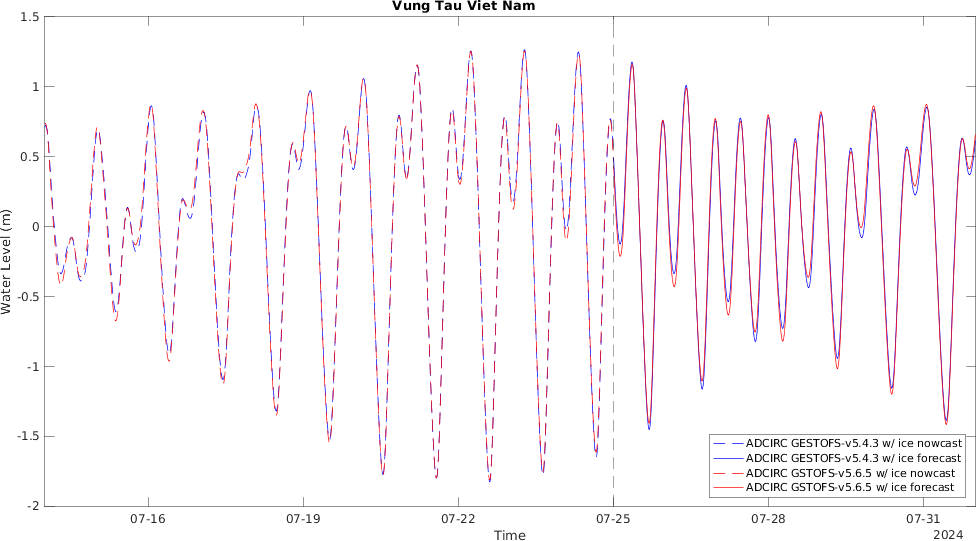 Vung Tau Viet Nam
1.5
1
0.5
0
-0.5
-1
-1.5
-2
Water Level (m)
ADCIRC GESTOFS-v5.4.3 w/ ice nowcast
ADCIRC GESTOFS-v5.4.3 w/ ice forecast
ADCIRC GSTOFS-v5.6.5 w/ ice nowcast
ADCIRC GSTOFS-v5.6.5 w/ ice forecast
07-16 07-19 07-22 07-25 07-28 07-31
Time
2024